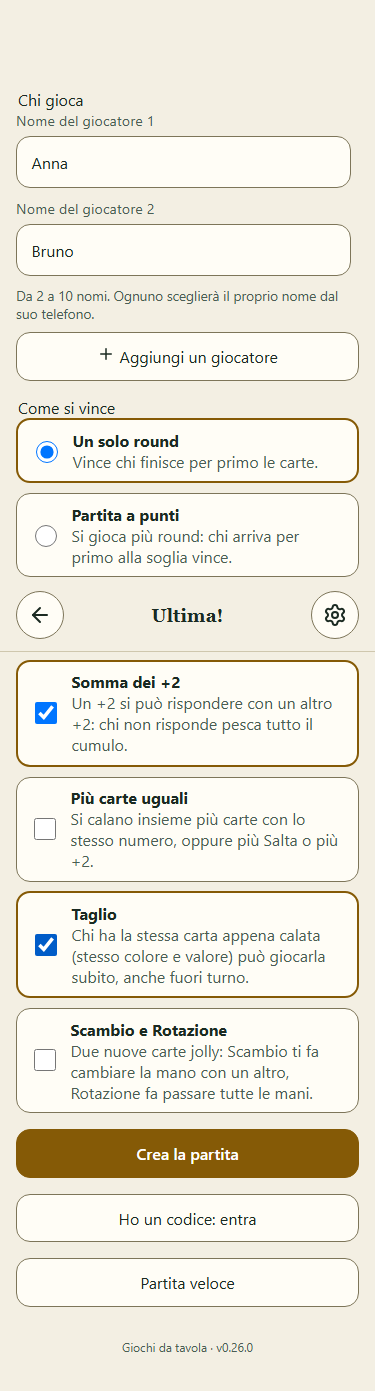 Chi gioca
Nome del giocatore 1
Anna
Nome del giocatore 2
Bruno
Da 2 a 10 nomi. Ognuno sceglierà il proprio nome dal
suo telefono.
+ Aggiungi un giocatore
Come si vince
Un solo round
Vince chi finisce per primo le carte.
Partita a punti
Si gioca più round: chi arriva per
primo alla soglia vince.
Ultima!
Somma dei +2
Un +2 si può rispondere con un altro
+2: chi non risponde pesca tutto il
cumulo.
Più carte uguali
Si calano insieme più carte con lo
stesso numero, oppure più Salta o più
+2.
Taglio
Chi ha la stessa carta appena calata
(stesso colore e valore) può giocarla
subito, anche fuori turno.
Scambio e Rotazione
Due nuove carte jolly: Scambio ti fa
cambiare la mano con un altro,
Rotazione fa passare tutte le mani.
Crea la partita
Ho un codice: entra
Partita veloce
Giochi da tavola · v0.26.0